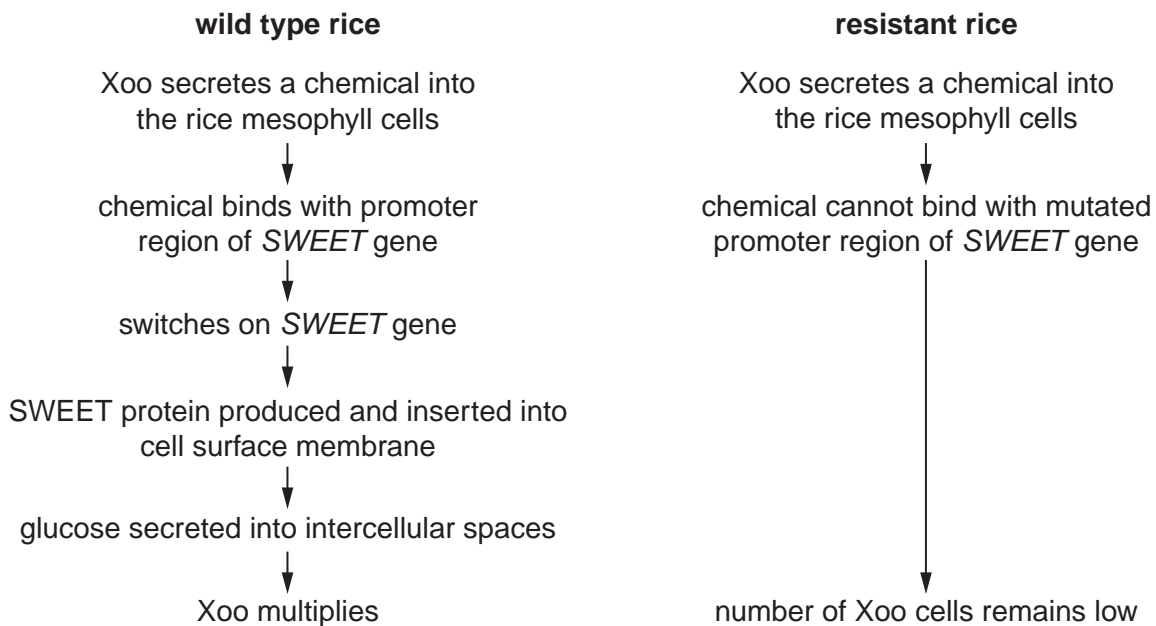 wild type rice
Xoo secretes a chemical into
the rice mesophyll cells
chemical binds with promoter
region of SWEET gene
switches on SWEET gene
SWEET protein produced and inserted into
cell surface membrane
glucose secreted into intercellular spaces
Xoo multiplies
resistant rice
Xoo secretes a chemical into
the rice mesophyll cells
chemical cannot bind with mutated
promoter region of SWEET gene
number of Xoo cells remains low